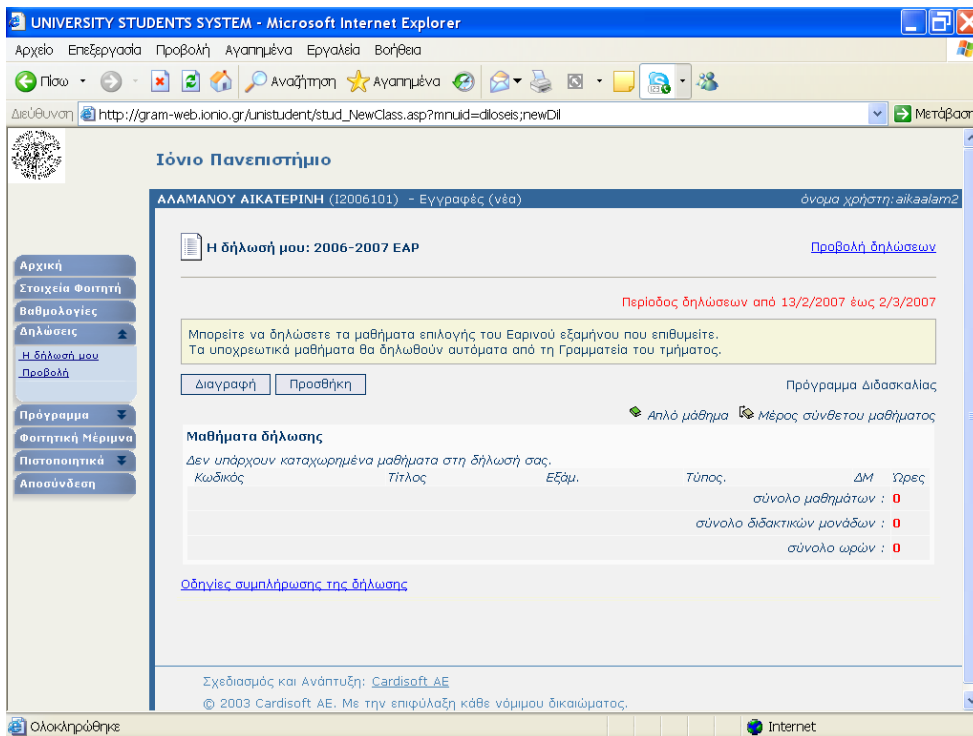 UNIVERSITY STUDENTS SYSTEM - Microsoft Internet Explorer
Αρχείο Επεξεργασία Προβολή Αγαπημένα Εργαλεία Βοήθεια
Πίσω Αναζήτηση Αγαπημένα
Διεύθυνση http://gram-web.ionio.gr/unistudent/stud_NewClass.asp?mnuid=diloseis;newDil Μετάβαση
Ιόνιο Πανεπιστήμιο
ΑΛΑΜΑΝΟΥ ΑΙΚΑΤΕΡΙΝΗ (Ι2006101) - Εγγραφές (νέα) όνομα χρήστη: aikaalam2
Η δήλωσή μου: 2006-2007 ΕΑΡ Προβολή δηλώσεων
Αρχική
Στοιχεία Φοιτητή
Βαθμολογίες
Δηλώσεις
Η δήλωσή μου
Προβολή
Πρόγραμμα
Φοιτητική Μέριμνα
Πιστοποιητικά
Αποσύνδεση
Περίοδος δηλώσεων από 13/2/2007 έως 2/3/2007
Μπορείτε να δηλώσετε τα μαθήματα επιλογής του Εαρινού εξαμήνου που επιθυμείτε.
Τα υποχρεωτικά μαθήματα θα δηλωθούν αυτόματα από τη Γραμματεία του τμήματος.
Διαγραφή Προσθήκη Πρόγραμμα Διδασκαλίας
Απλό μάθημα Μέρος σύνθετου μαθήματος
Μαθήματα δήλωσης
Δεν υπάρχουν καταχωρημένα μαθήματα στη δήλωσή σας.
Κωδικός Τίτλος Εξάμ. Τύπος. ΔΜ Ώρες
σύνολο μαθημάτων : 0
σύνολο διδακτικών μονάδων : 0
σύνολο ωρών : 0
Οδηγίες συμπλήρωσης της δήλωσης
Σχεδιασμός και Ανάπτυξη: Cardisoft AE
© 2003 Cardisoft AE. Με την επιφύλαξη κάθε νόμιμου δικαιώματος.
Ολοκληρώθηκε Internet